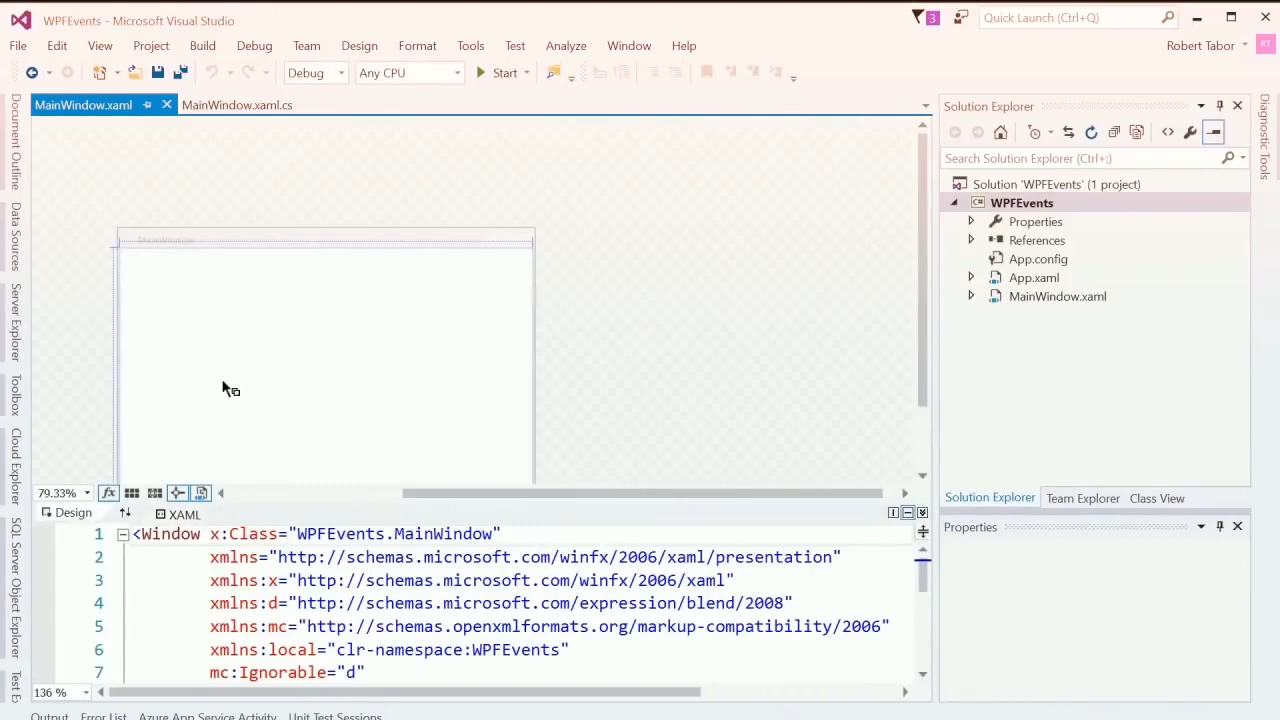 WPFEvents - Microsoft Visual Studio
3
Quick Launch (Ctrl+Q)
File Edit View Project Build Debug Team Format Tools Test Analyze Window Help
Robert Tabor
RT
Debug
Any CPU
Start
MainWindow.xaml
MainWindow.xaml.cs
Document Outline
Data Sources
Server Explorer
Toolbox
Cloud Explorer
SQL Server Object Explorer
Test E
MainWindow
79.33%
fx
Design
XAML
1 <Window x:Class="WPFEvents.MainWindow"
2 xmlns="http://schemas.microsoft.com/winfx/2006/xaml/presentation"
3 xmlns:x="http://schemas.microsoft.com/winfx/2006/xaml"
4 xmlns:d="http://schemas.microsoft.com/expression/blend/2008"
5 xmlns:mc="http://schemas.openxmlformats.org/markup-compatibility/2006"
6 xmlns:local="clr-namespace:WPFEvents"
7 mc:Ignorable="d"
136 %
Solution Explorer
Search Solution Explorer (Ctrl+;)
Solution 'WPFEvents' (1 project)
C# WPFEvents
Properties
References
App.config
App.xaml
MainWindow.xaml
Solution Explorer Team Explorer Class View
Properties
Diagnostic Tools
Output Error List Azure App Service Activity Unit Test Sessions